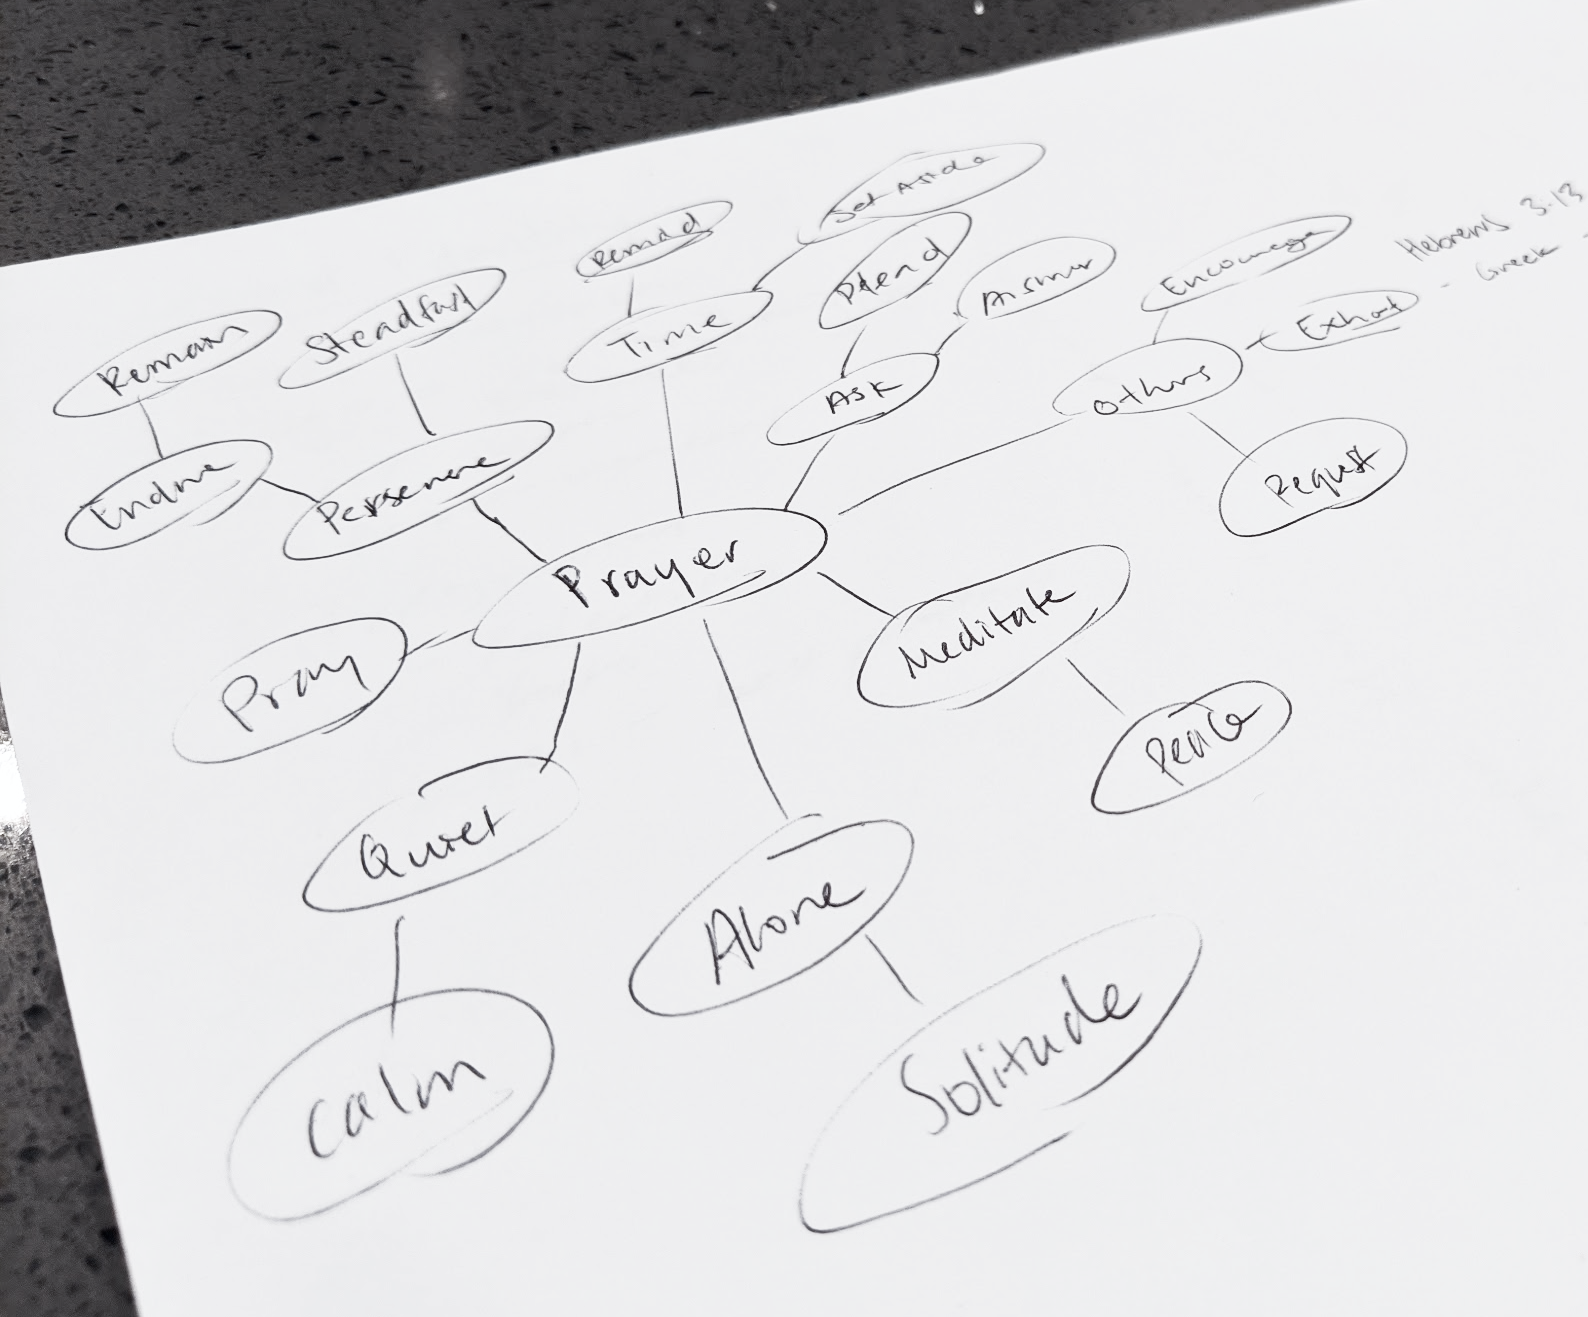 Set Aside
Remind
Plead
Answer
Encourage
Hebrews 3:13
Exhort - Greek -
Remain
Steadfast
Time
Ask
Others
Request
Endure
Persevere
Prayer
Meditate
Pray
Peace
Quiet
Alone
Solitude
Calm